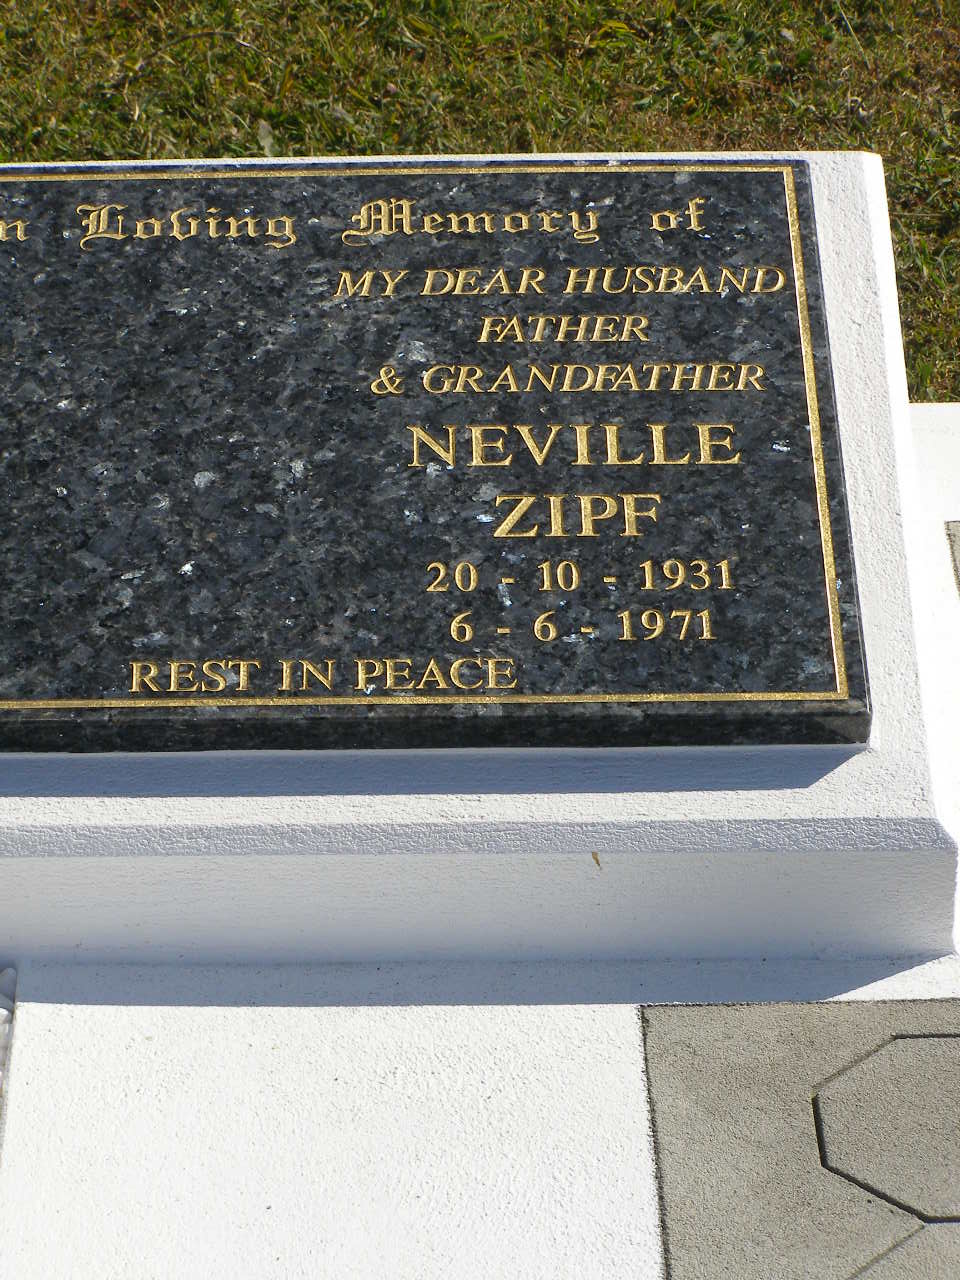 n Loving Memory of
MY DEAR HUSBAND
FATHER
& GRANDFATHER
NEVILLE
ZIPF
20 - 10 - 1931
6 - 6 - 1971
REST IN PEACE